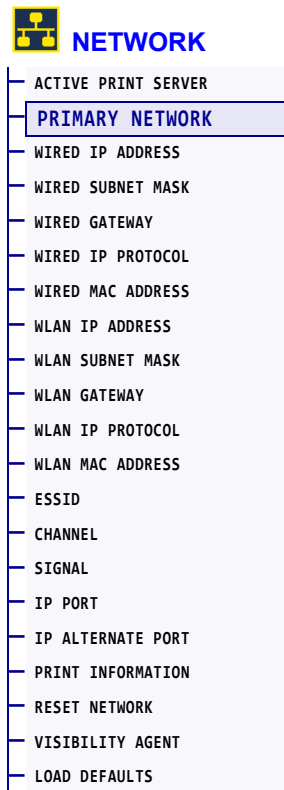 NETWORK
ACTIVE PRINT SERVER
PRIMARY NETWORK
WIRED IP ADDRESS
WIRED SUBNET MASK
WIRED GATEWAY
WIRED IP PROTOCOL
WIRED MAC ADDRESS
WLAN IP ADDRESS
WLAN SUBNET MASK
WLAN GATEWAY
WLAN IP PROTOCOL
WLAN MAC ADDRESS
ESSID
CHANNEL
SIGNAL
IP PORT
IP ALTERNATE PORT
PRINT INFORMATION
RESET NETWORK
VISIBILITY AGENT
LOAD DEFAULTS